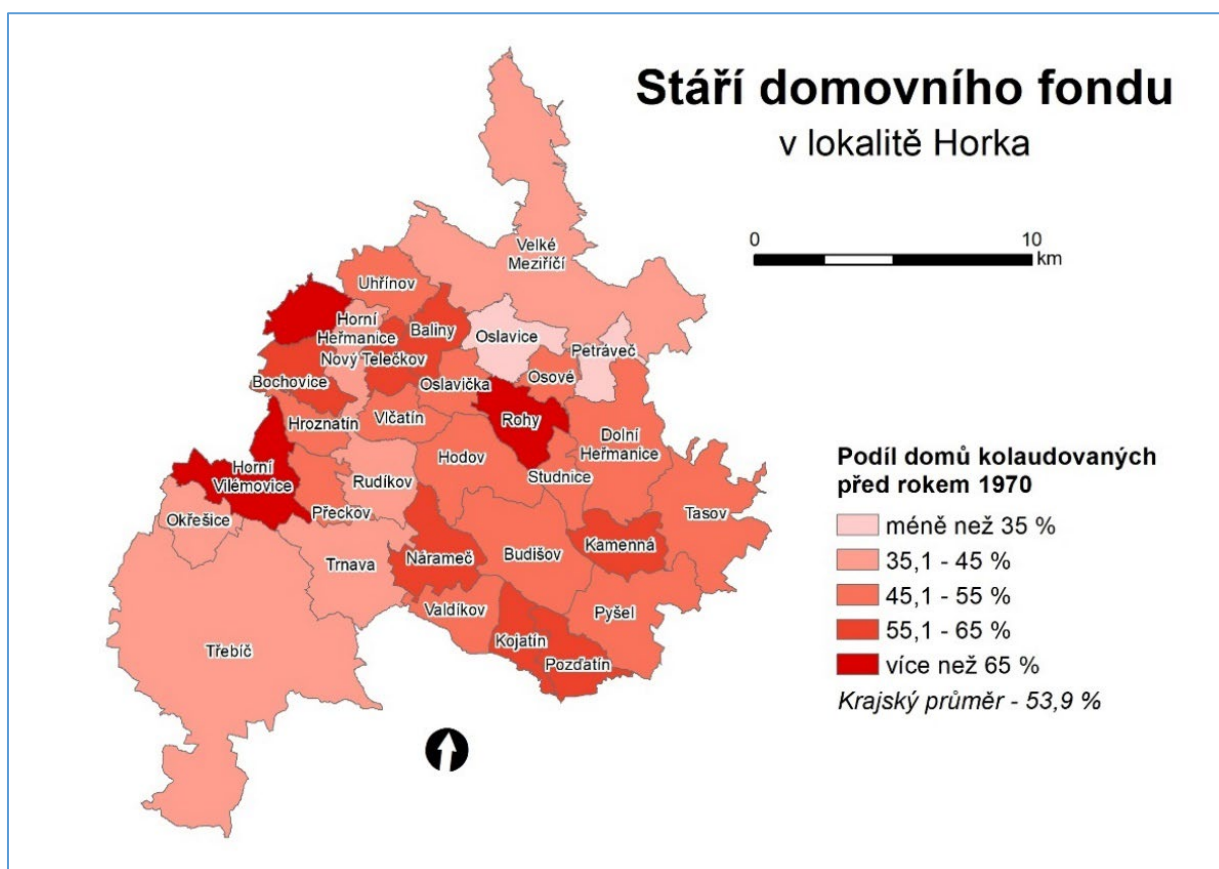 Stáří domovního fondu
v lokalitě Horka
0 10
km
Velké
Meziříčí
Uhřínov
Horní
Heřmanice
Baliny
Oslavice
Petráveč
Nový Telečkov
Bochovice
Oslavička
Osové
Hroznatín
Vlčatín
Rohy
Dolní
Heřmanice
Hodov
Studnice
Horní
Vilémovice
Rudíkov
Okřešice
Přeckov
Tasov
Trnava
Nárameč
Budišov
Kamenná
Valdíkov
Pyšel
Kojatín
Pozďatín
Třebíč
Podíl domů kolaudovaných
před rokem 1970
méně než 35 %
35,1 - 45 %
45,1 - 55 %
55,1 - 65 %
více než 65 %
Krajský průměr - 53,9 %